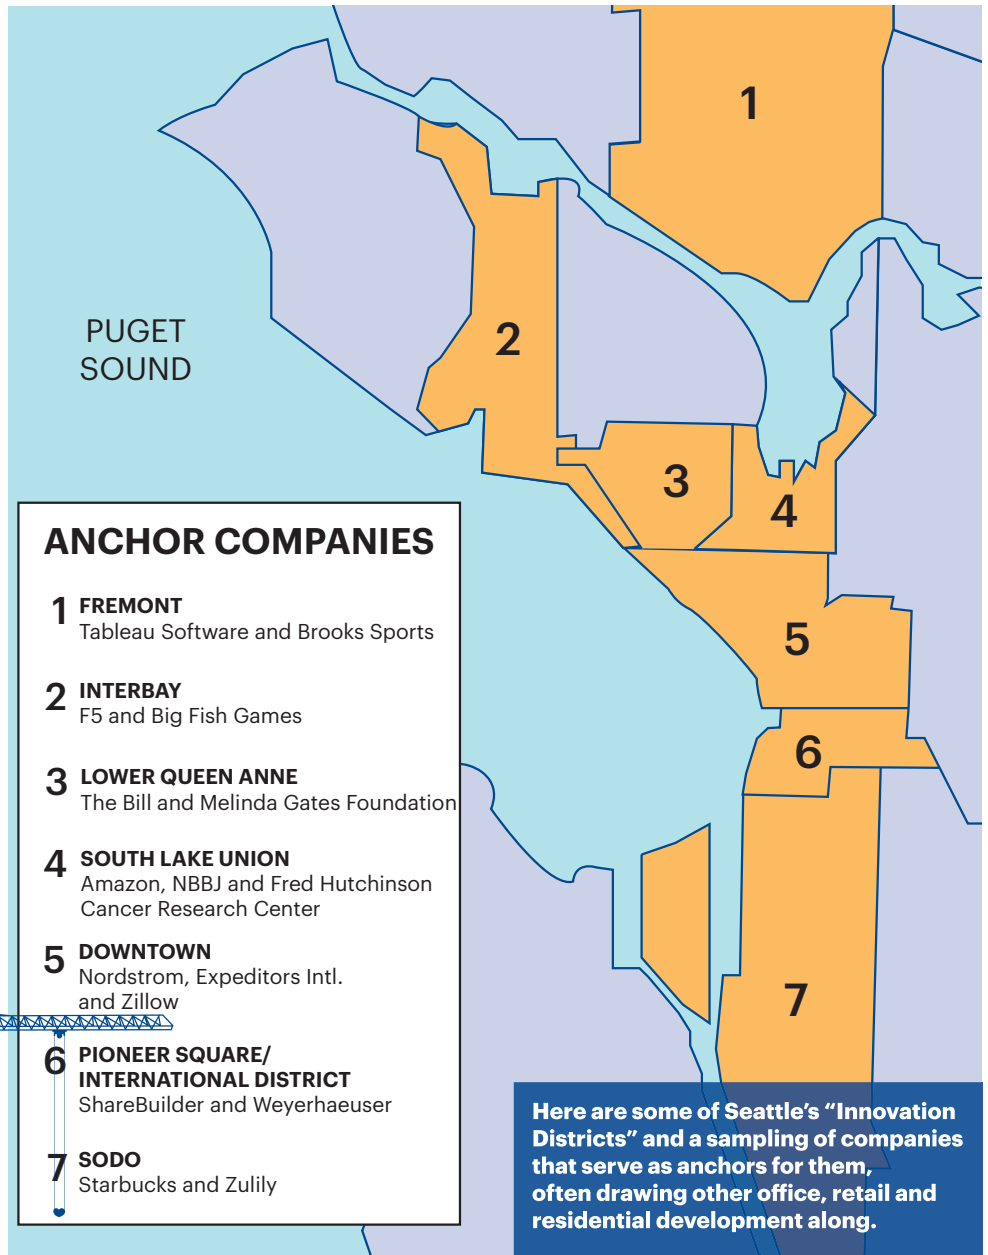 1
2
PUGET
SOUND
3
4
5
6
7
ANCHOR COMPANIES
1 FREMONT
Tableau Software and Brooks Sports
2 INTERBAY
F5 and Big Fish Games
3 LOWER QUEEN ANNE
The Bill and Melinda Gates Foundation
4 SOUTH LAKE UNION
Amazon, NBBJ and Fred Hutchinson
Cancer Research Center
5 DOWNTOWN
Nordstrom, Expeditors Intl.
and Zillow
6 PIONEER SQUARE/
INTERNATIONAL DISTRICT
ShareBuilder and Weyerhaeuser
7 SODO
Starbucks and Zulily
Here are some of Seattle’s “Innovation
Districts” and a sampling of companies
that serve as anchors for them,
often drawing other office, retail and
residential development along.